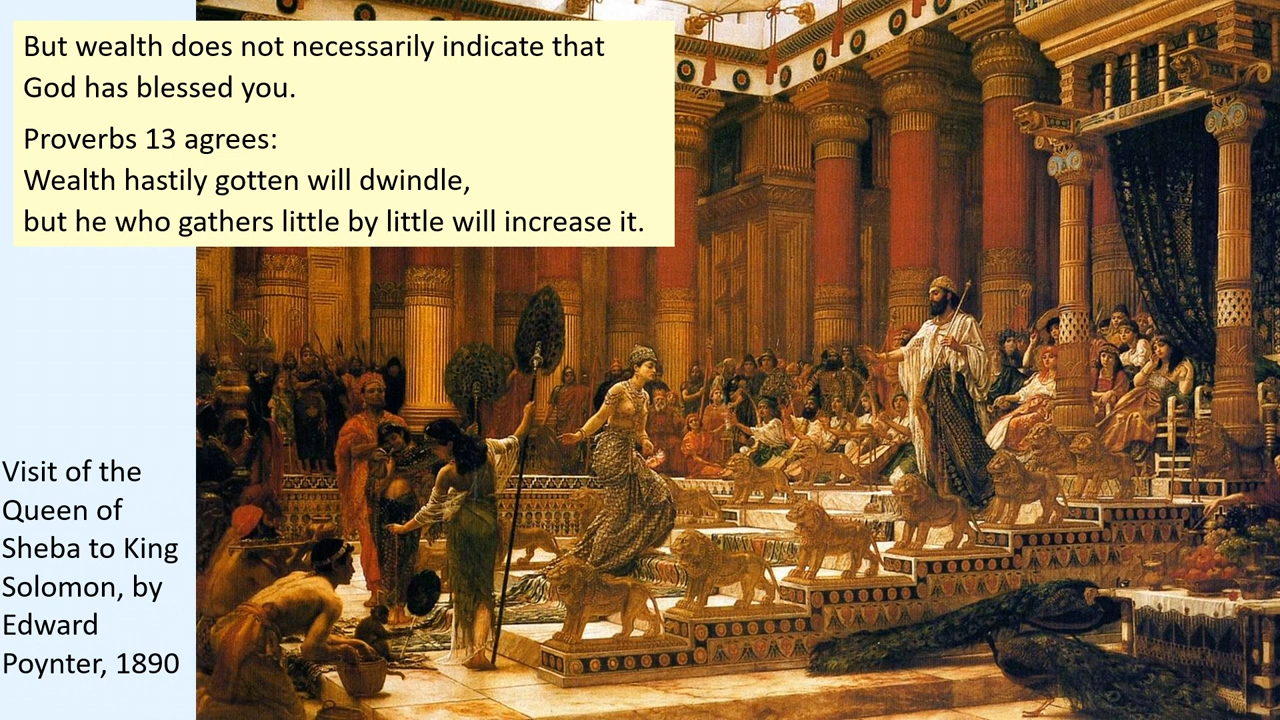 But wealth does not necessarily indicate that
God has blessed you.
Proverbs 13 agrees:
Wealth hastily gotten will dwindle,
but he who gathers little by little will increase it.
Visit of the
Queen of
Sheba to King
Solomon, by
Edward
Poynter, 1890